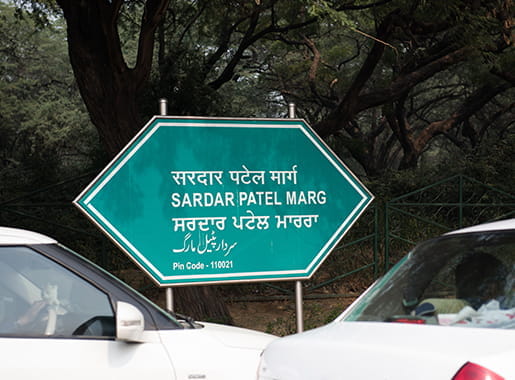 सरदार पटेल मार्ग
SARDAR PATEL MARG
ਸਰਦਾਰ ਪਟੇਲ ਮਾਰਗ
سردار پٹیل مارگ
Pin Code - 110021